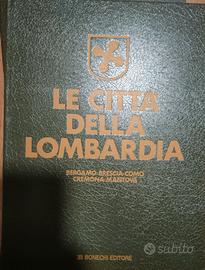 LE CITTÀ
DELLA
LOMBARDIA
BERGAMO-BRESCIA-COMO
CREMONA-MANTOVA
BONECHI EDITORE
subito